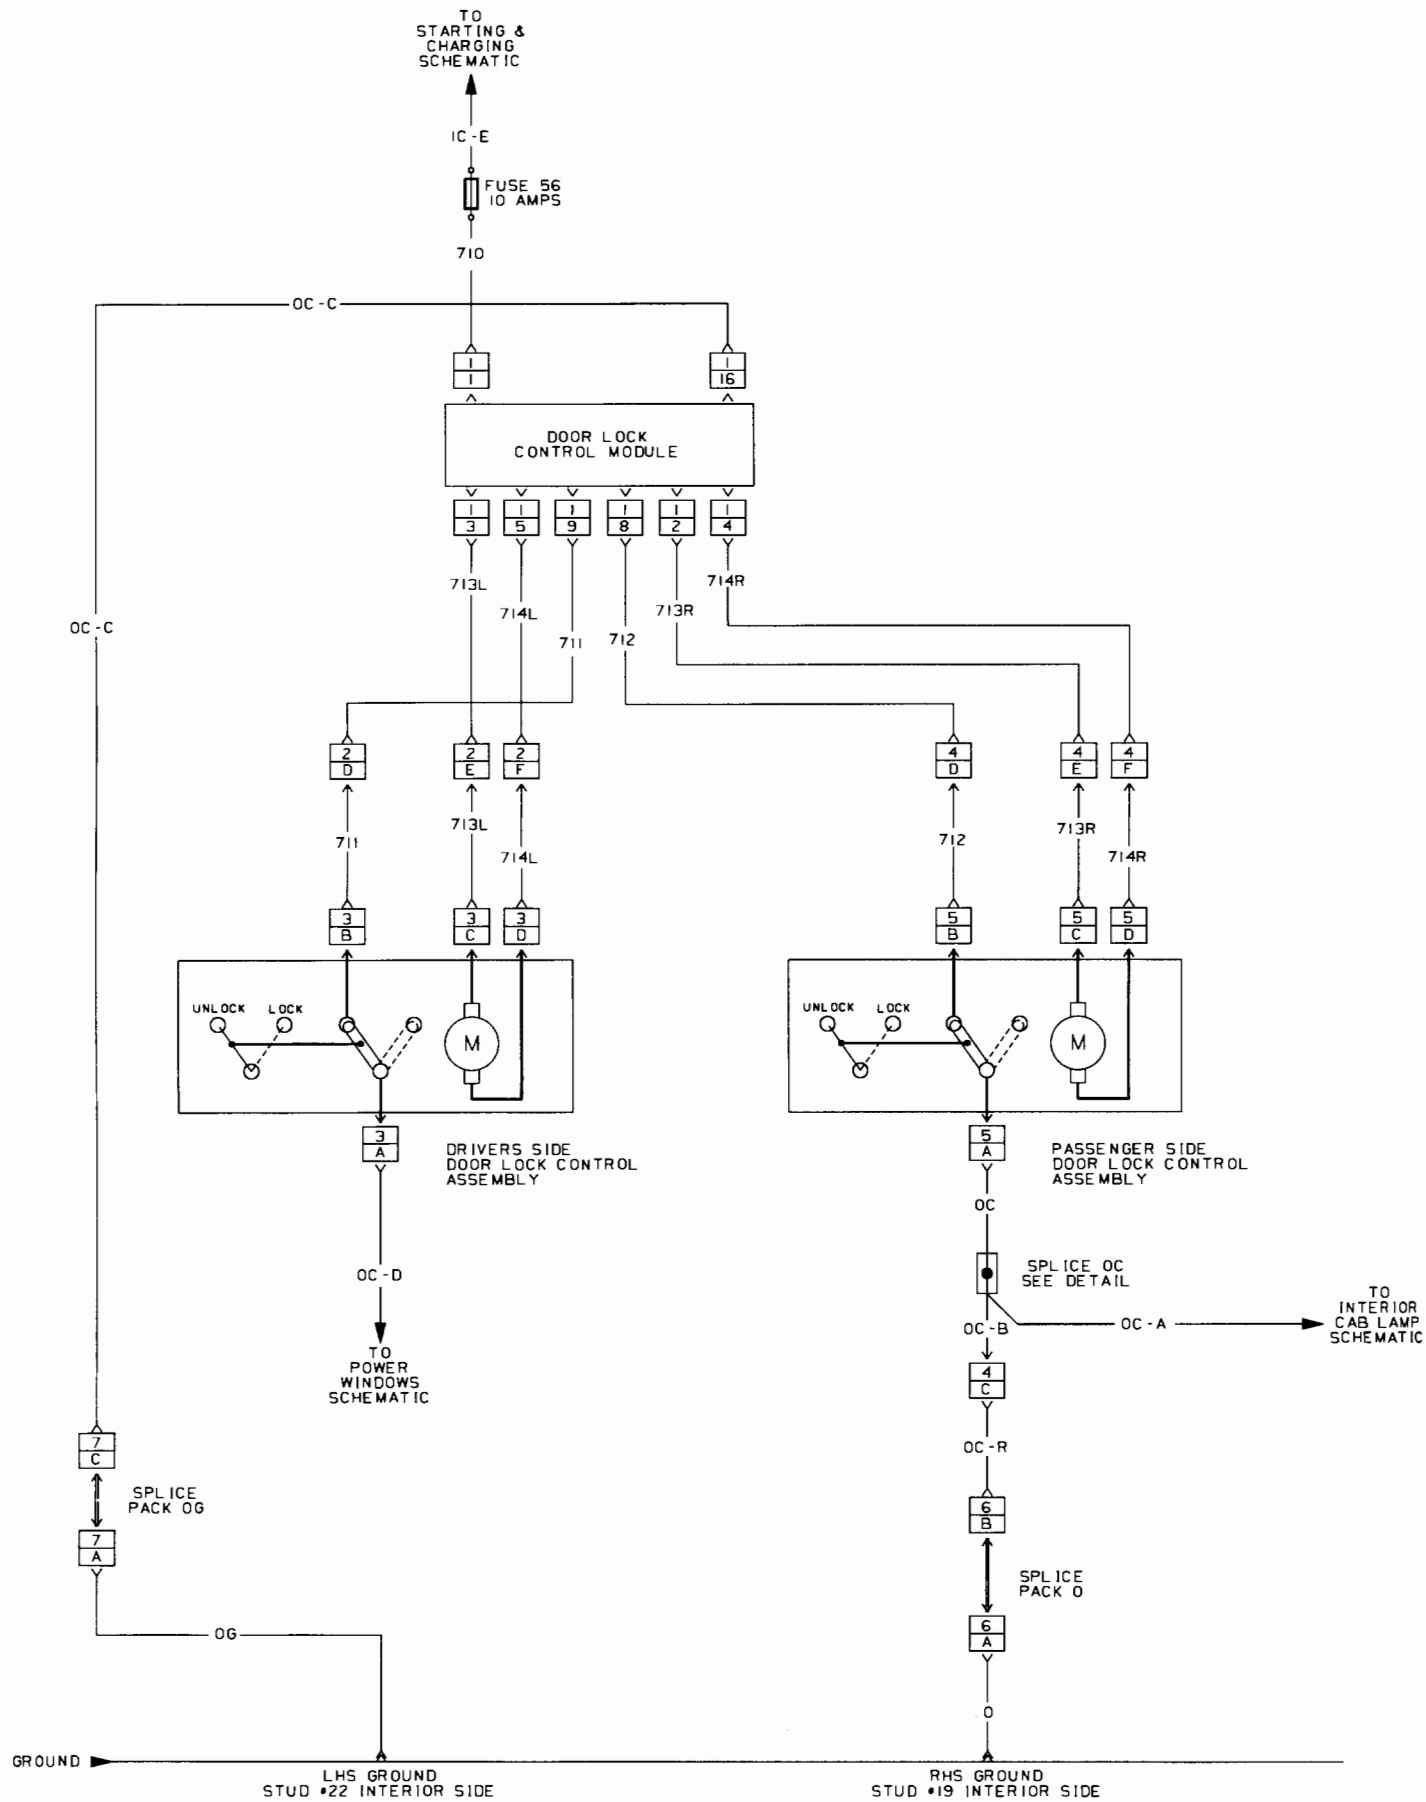 TO
STARTING &
CHARGING
SCHEMATIC
1C-E
FUSE 56
10 AMPS
710
OC-C
1
1
1
16
DOOR LOCK
CONTROL MODULE
1
3
1
5
1
9
1
8
1
2
1
4
713L
714L
711
712
713R
714R
OC-C
2
D
2
E
2
F
4
D
4
E
4
F
711
713L
714L
712
713R
714R
3
B
3
C
3
D
5
B
5
C
5
D
UNLOCK
LOCK
M
UNLOCK
LOCK
M
3
A
DRIVERS SIDE
DOOR LOCK CONTROL
ASSEMBLY
5
A
PASSENGER SIDE
DOOR LOCK CONTROL
ASSEMBLY
OC
OC-D
SPLICE OC
SEE DETAIL
OC-B
OC-A
TO
INTERIOR
CAB LAMP
SCHEMATIC
TO
POWER
WINDOWS
SCHEMATIC
4
C
7
C
OC-R
SPLICE
PACK OG
6
B
7
A
SPLICE
PACK O
6
A
OG
O
GROUND
LHS GROUND
STUD #22 INTERIOR SIDE
RHS GROUND
STUD #19 INTERIOR SIDE